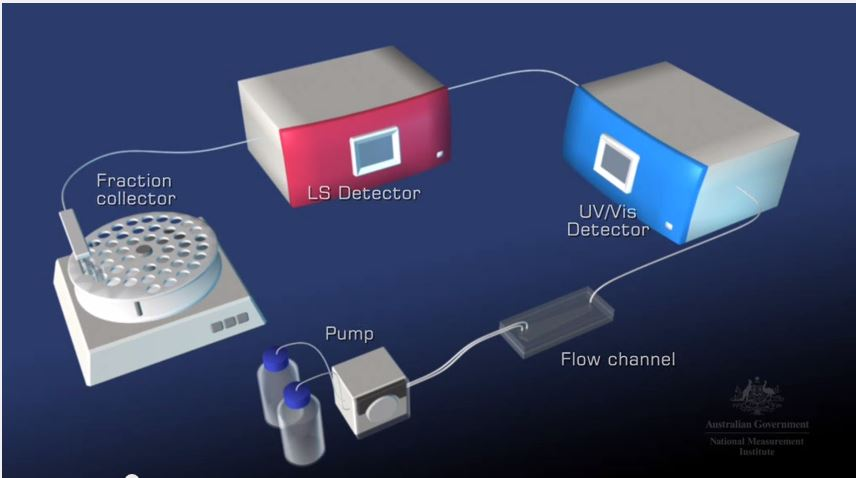 Fraction
collector
LS Detector
UV/Vis
Detector
Pump
Flow channel
Australian Government
National Measurement
Institute